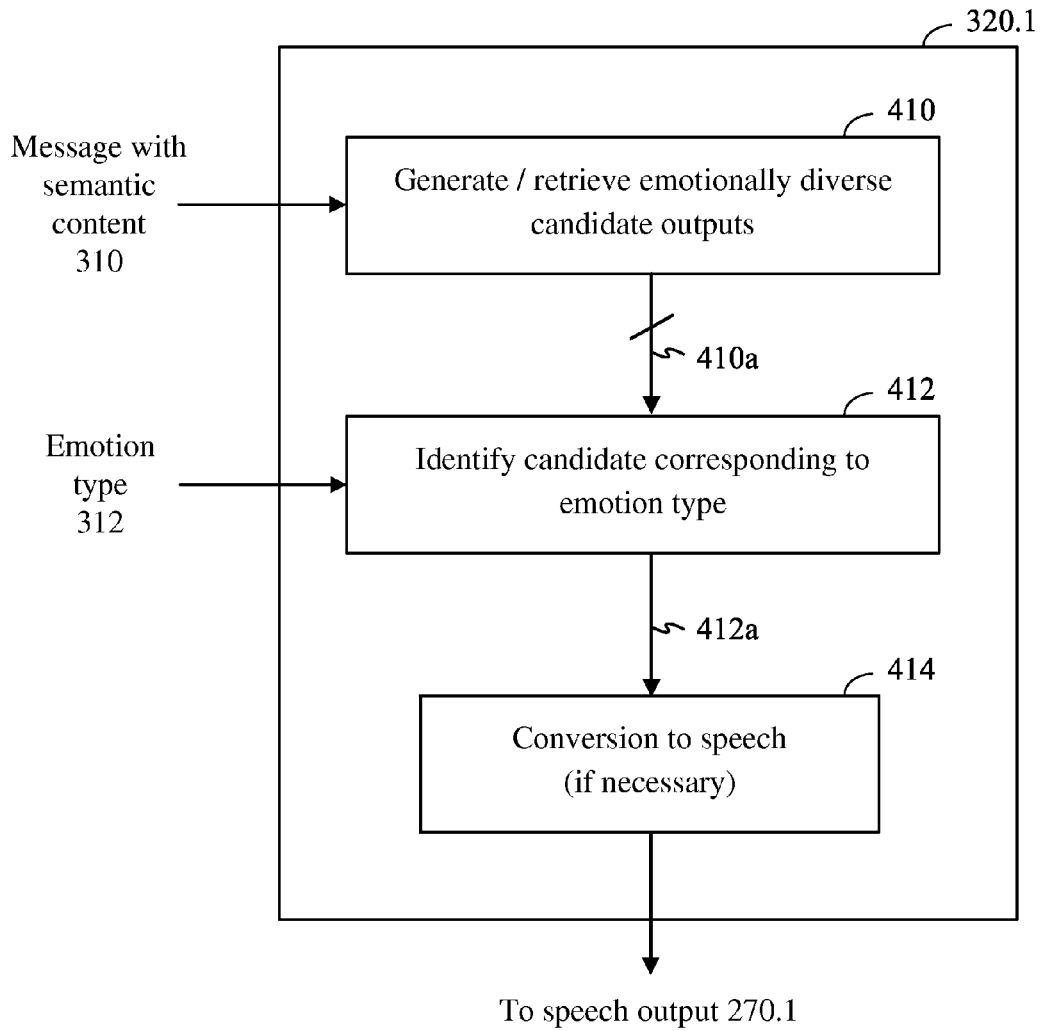 320.1
410
Message with
semantic
content
310
Generate / retrieve emotionally diverse
candidate outputs
410a
412
Emotion
type
312
Identify candidate corresponding to
emotion type
412a
414
Conversion to speech
(if necessary)
To speech output 270.1